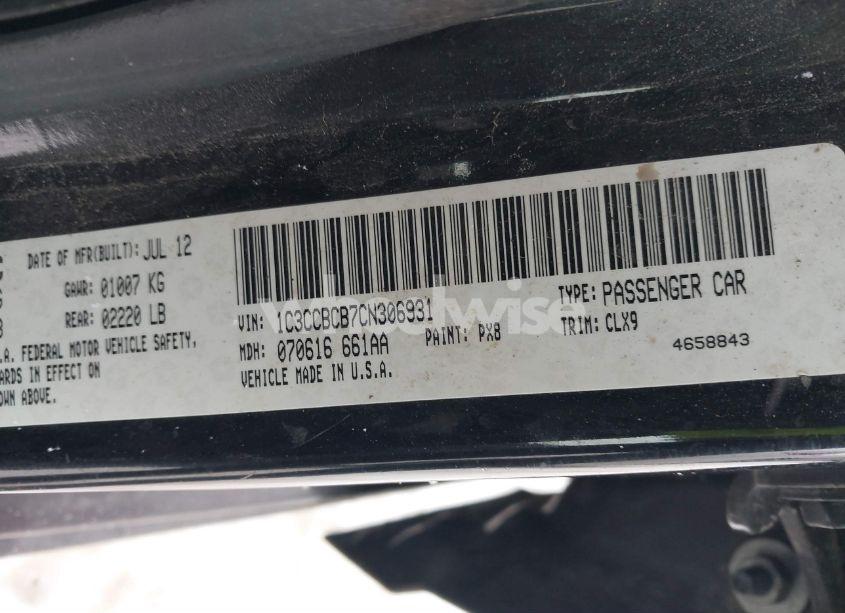 DATE OF MFR(BUILT): JUL 12
GAWR: 01007 KG
REAR: 02220 LB
.A. FEDERAL MOTOR VEHICLE SAFETY,
ARDS IN EFFECT ON
OWN ABOVE.
VIN: 1C3CCBCB7CN306931
TYPE: PASSENGER CAR
MDH: 070616 661AA
PAINT: PX8
TRIM: CLX9
VEHICLE MADE IN U.S.A.
4658843
wheelwise